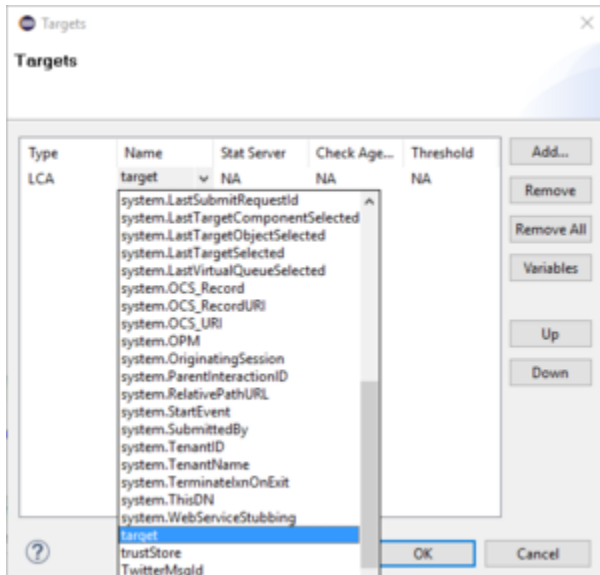 Targets
Targets
Type Name Stat Server Check Age... Threshold
LCA target NA NA NA
Add...
Remove
Remove All
Variables
Up
Down
system.LastSubmitRequestId
system.LastTargetComponentSelected
system.LastTargetObjectSelected
system.LastTargetSelected
system.LastVirtualQueueSelected
system.OCS_Record
system.OCS_RecordURI
system.OCS_URI
system.OPM
system.OriginatingSession
system.ParentInteractionID
system.RelativePathURL
system.StartEvent
system.SubmittedBy
system.TenantID
system.TenantName
system.TerminateIxnOnExit
system.ThisDN
system.WebServiceStubbing
target
trustStore
TwitterMsgId
? OK Cancel